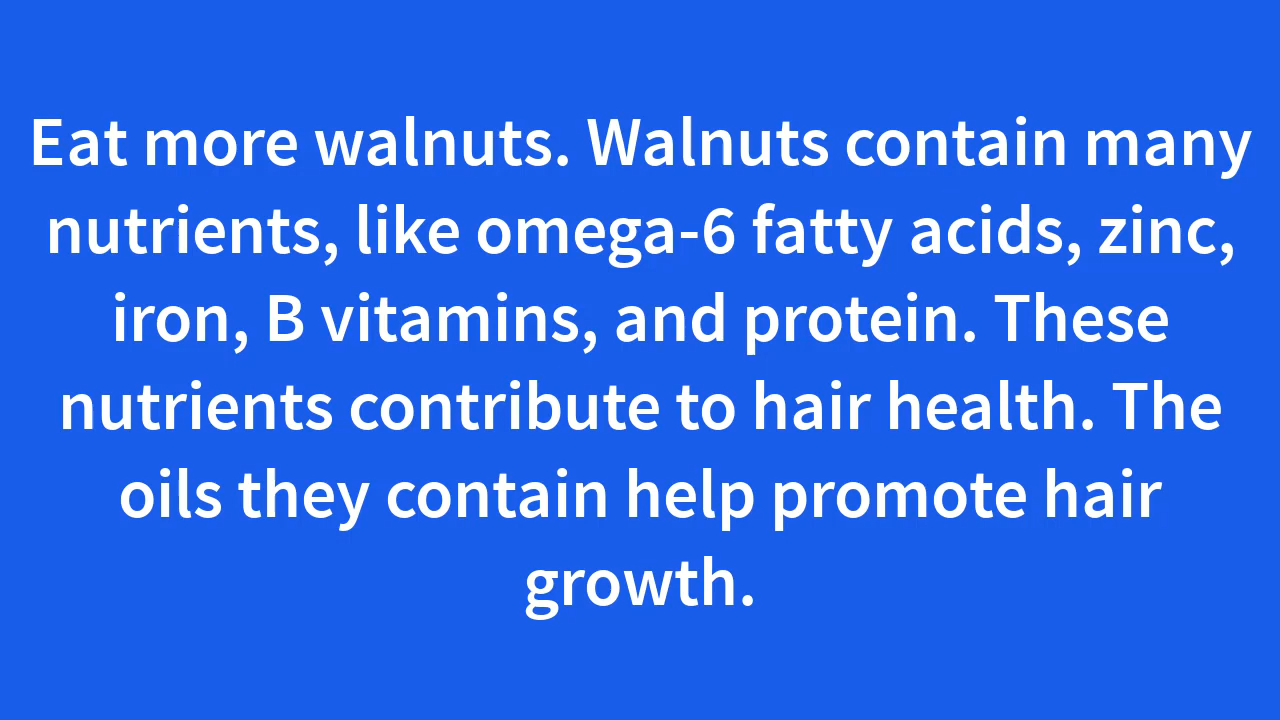 Eat more walnuts. Walnuts contain many
nutrients, like omega-6 fatty acids, zinc,
iron, B vitamins, and protein. These
nutrients contribute to hair health. The
oils they contain help promote hair
growth.